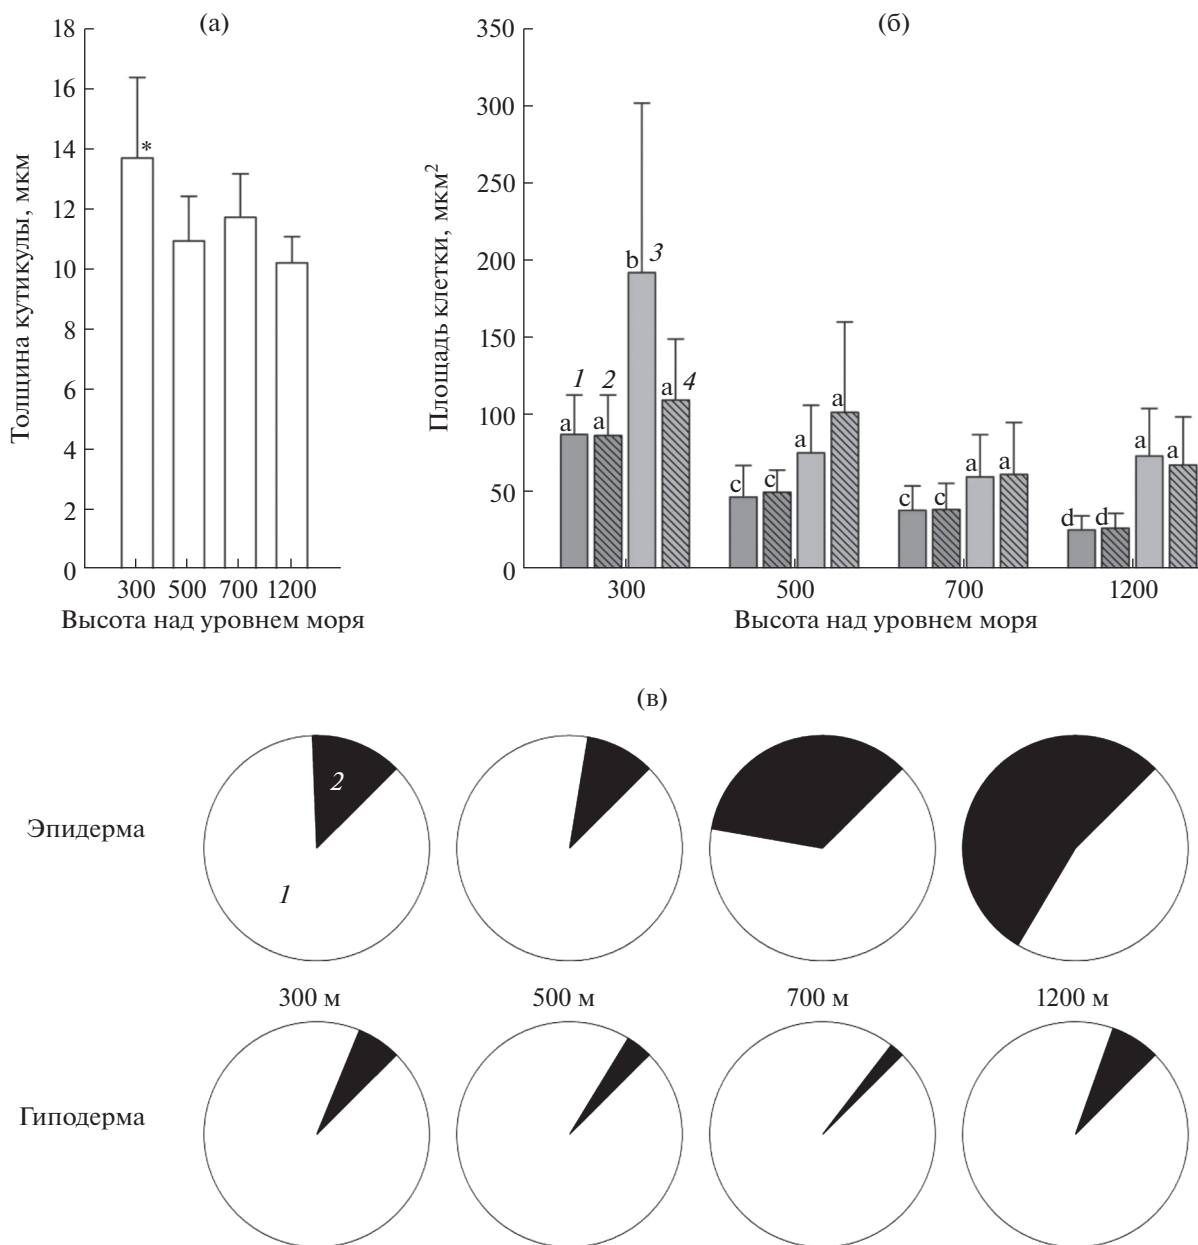 (а)
18
16
14
12
10
8
6
4
2
0
*
Толщина кутикулы, мкм
300 500 700 1200
Высота над уровнем моря
(б)
350
300
250
200
150
100
50
0
Площадь клетки, мкм²
1 2 3 4
a a b a
c c a a
c c a a
d d a a
300 500 700 1200
Высота над уровнем моря
(в)
Эпидерма
2
1
300 м 500 м 700 м 1200 м
Гиподерма